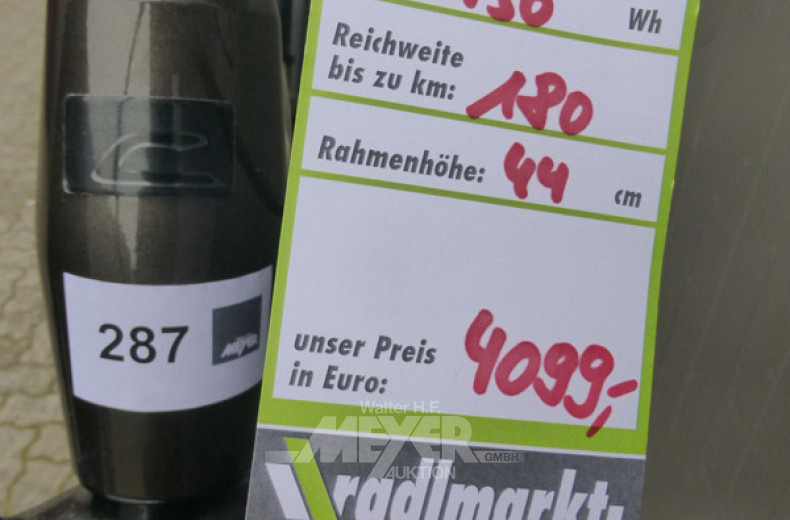 Wh
Reichweite
bis zu km: 180
Rahmenhöhe: 44 cm
287
unser Preis
in Euro: 4099,-
Walter H.F.
MEYER
GMBH
AUKTION
radlmarkt